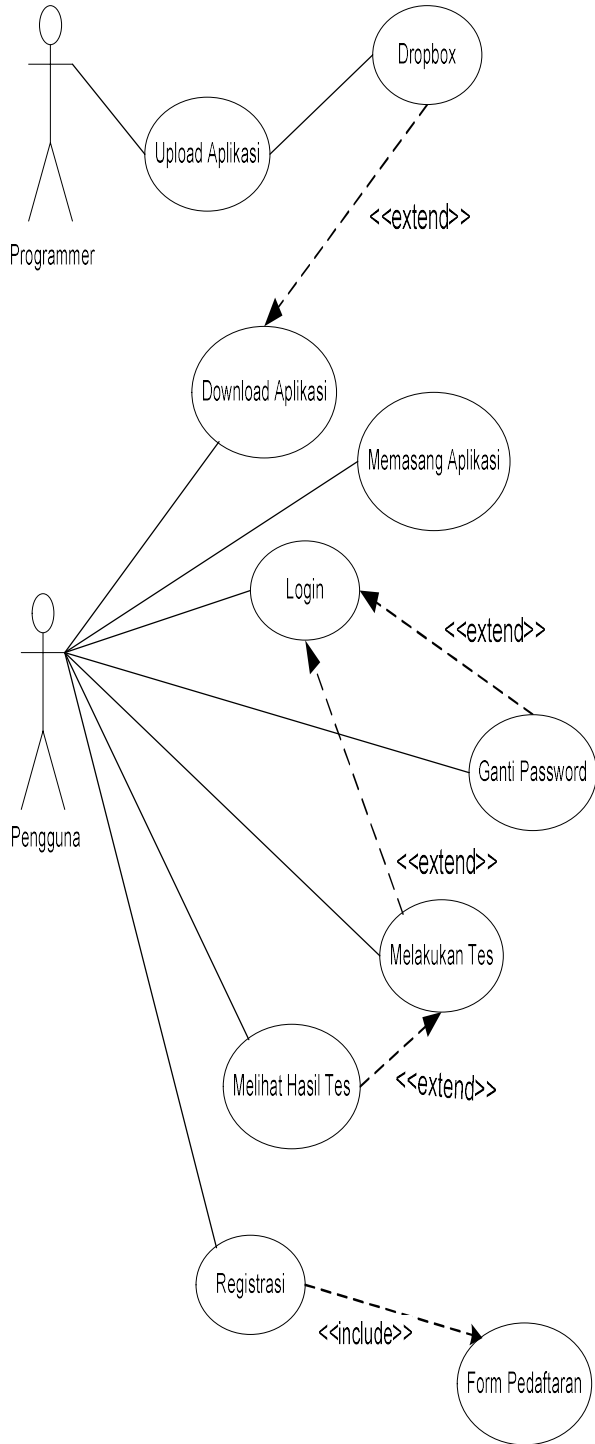 Dropbox
Upload Aplikasi
<<extend>>
Programmer
Download Aplikasi
Memasang Aplikasi
Login
<<extend>>
Ganti Password
Pengguna
<<extend>>
Melakukan Tes
Melihat Hasil Tes
<<extend>>
Registrasi
<<include>>
Form Pedaftaran